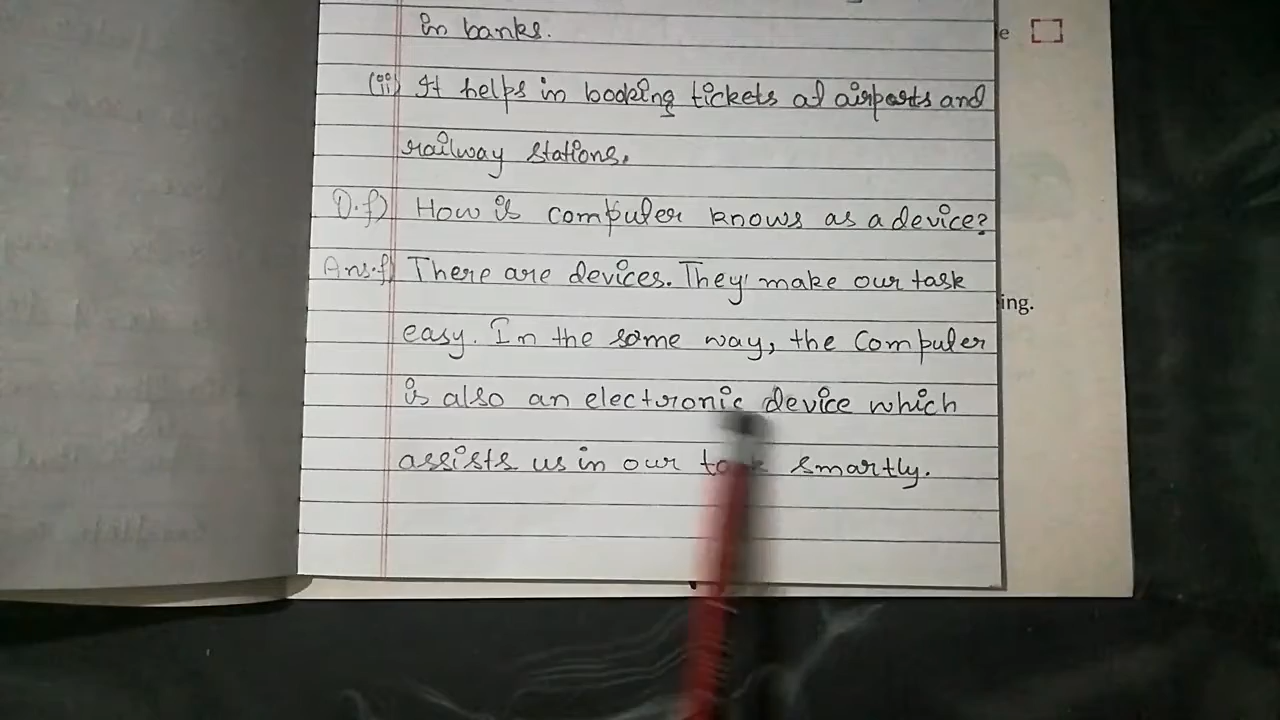 in banks.
e
(ii) It helps in booking tickets at airports and
railway stations.
Q.f) How is computer knows as a device?
Ans.f) There are devices. They make our task
ing.
easy. In the same way, the computer
is also an electronic device which
assists us in our task smartly.